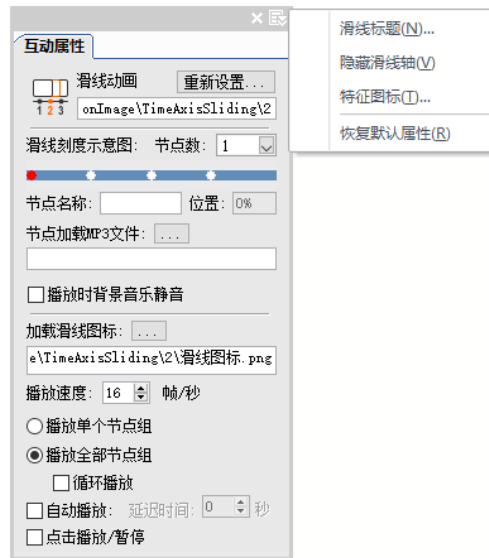 互动属性
滑线动画
重新设置...
1 2 3
onImage\TimeAxisSliding\2
滑线刻度示意图: 节点数: 1
节点名称: 位置: 0%
节点加载MP3文件: ...
播放时背景音乐静音
加载滑线图标: ...
e\TimeAxisSliding\2\滑线图标.png
播放速度: 16 帧/秒
播放单个节点组
播放全部节点组
循环播放
自动播放: 延迟时间: 0 秒
点击播放/暂停
滑线标题(N)...
隐藏滑线轴(V)
特征图标(T)...
恢复默认属性(R)